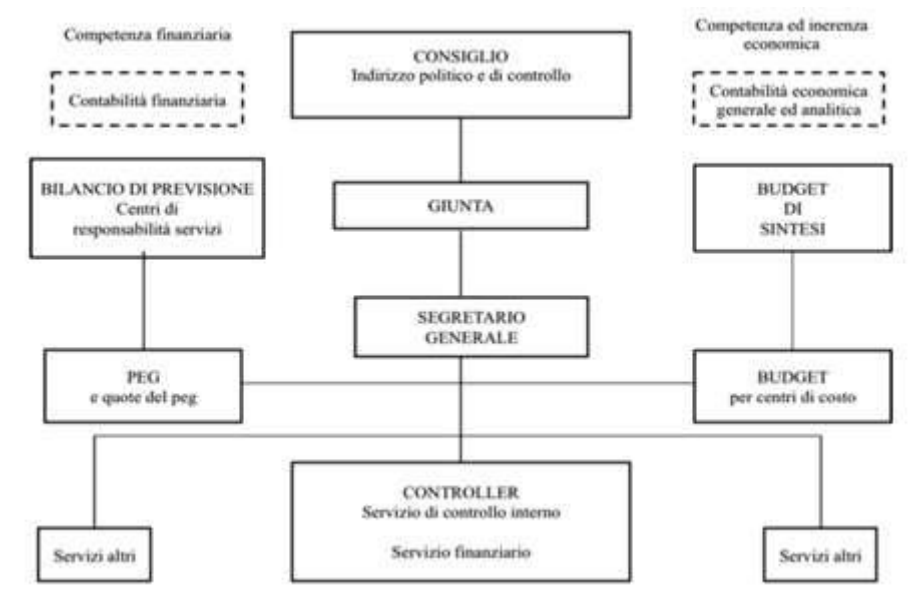 Competenza finanziaria
Contabilità finanziaria
CONSIGLIO
Indirizzo politico e di controllo
Competenza ed inerenza
economica
Contabilità economica
generale ed analitica
BILANCIO DI PREVISIONE
Centri di
responsabilità servizi
GIUNTA
BUDGET
DI
SINTESI
SEGRETARIO
GENERALE
PEG
e quote del peg
BUDGET
per centri di costo
Servizi altri
CONTROLLER
Servizio di controllo interno
Servizio finanziario
Servizi altri